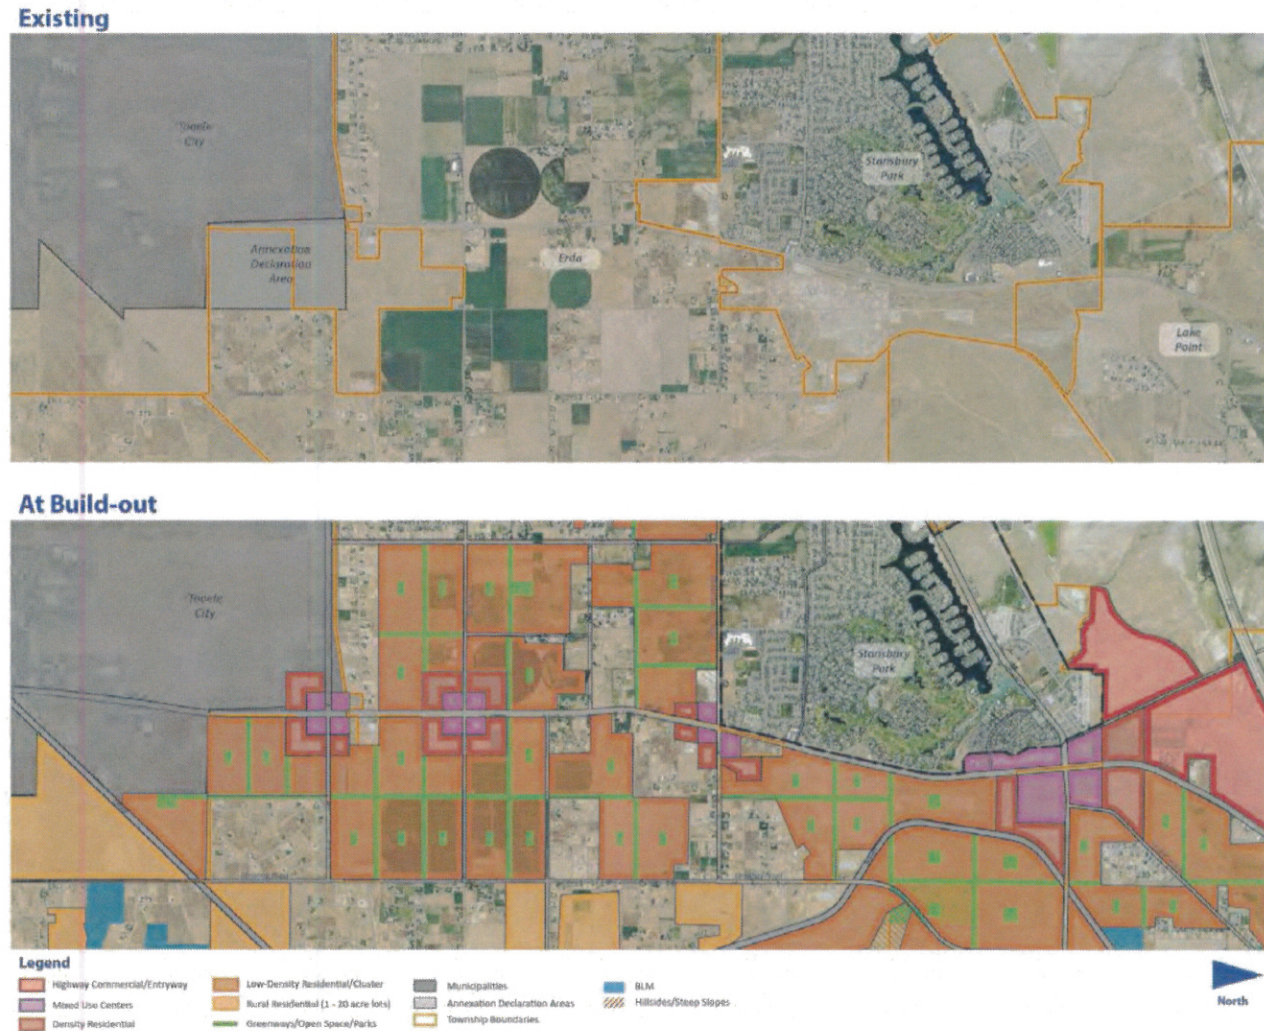 Existing
Tooele
City
Annexation
Declaration
Area
Erda
Stansbury
Park
Lake
Point
At Build-out
Tooele
City
Stansbury
Park
Legend
Highway Commercial/Entryway
Mixed Use Centers
Density Residential
Low-Density Residential/Cluster
Rural Residential (1 - 20 acre lots)
Greenways/Open Space/Parks
Municipalities
Annexation Declaration Areas
Township Boundaries
BLM
Hillsides/Steep Slopes
North